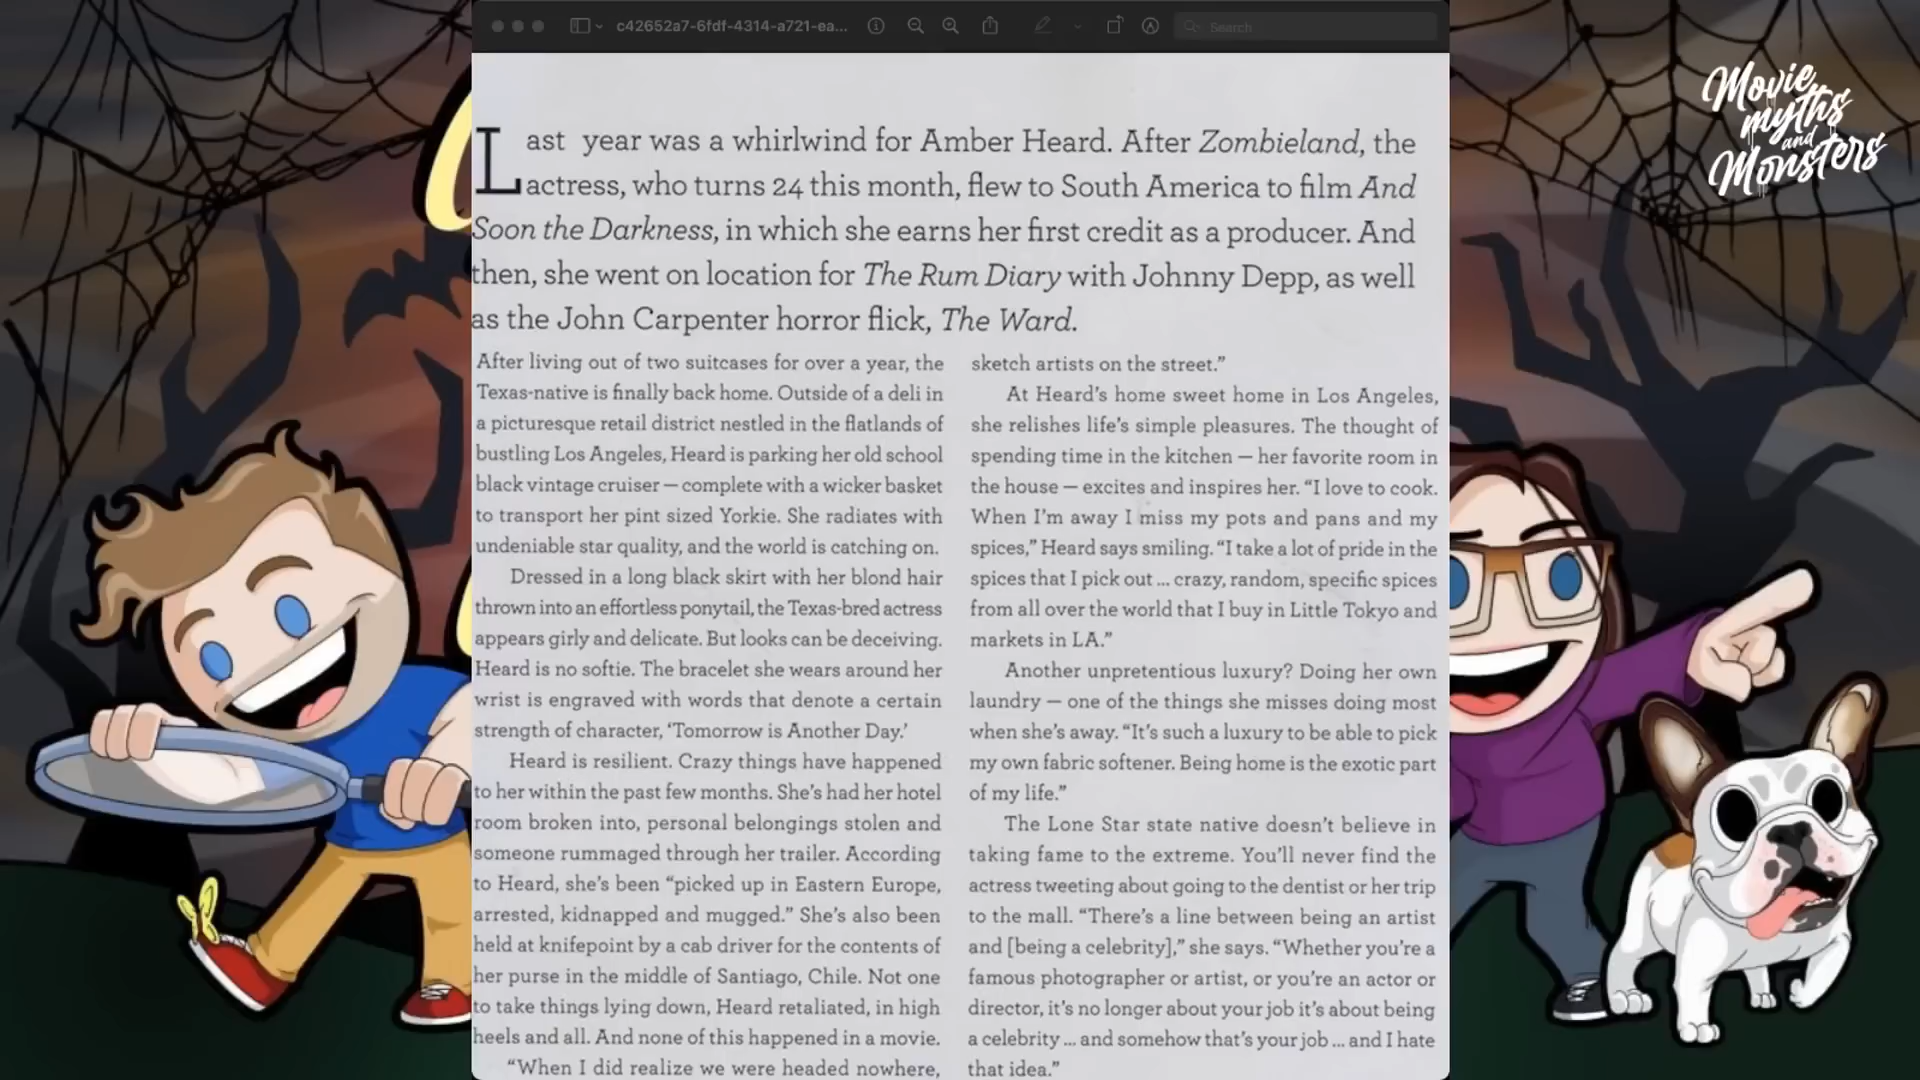 c42652a7-6fdf-4314-a721-ea...
Search
Movie
myths
and
Monsters
Last year was a whirlwind for Amber Heard. After Zombieland, the
actress, who turns 24 this month, flew to South America to film And
Soon the Darkness, in which she earns her first credit as a producer. And
then, she went on location for The Rum Diary with Johnny Depp, as well
as the John Carpenter horror flick, The Ward.
After living out of two suitcases for over a year, the
Texas-native is finally back home. Outside of a deli in
a picturesque retail district nestled in the flatlands of
bustling Los Angeles, Heard is parking her old school
black vintage cruiser — complete with a wicker basket
to transport her pint sized Yorkie. She radiates with
undeniable star quality, and the world is catching on.
Dressed in a long black skirt with her blond hair
thrown into an effortless ponytail, the Texas-bred actress
appears girly and delicate. But looks can be deceiving.
Heard is no softie. The bracelet she wears around her
wrist is engraved with words that denote a certain
strength of character, ‘Tomorrow is Another Day.’
Heard is resilient. Crazy things have happened
to her within the past few months. She’s had her hotel
room broken into, personal belongings stolen and
someone rummaged through her trailer. According
to Heard, she’s been “picked up in Eastern Europe,
arrested, kidnapped and mugged.” She’s also been
held at knifepoint by a cab driver for the contents of
her purse in the middle of Santiago, Chile. Not one
to take things lying down, Heard retaliated, in high
heels and all. And none of this happened in a movie.
“When I did realize we were headed nowhere,
sketch artists on the street.”
At Heard’s home sweet home in Los Angeles,
she relishes life’s simple pleasures. The thought of
spending time in the kitchen — her favorite room in
the house — excites and inspires her. “I love to cook.
When I’m away I miss my pots and pans and my
spices,” Heard says smiling. “I take a lot of pride in the
spices that I pick out ... crazy, random, specific spices
from all over the world that I buy in Little Tokyo and
markets in LA.”
Another unpretentious luxury? Doing her own
laundry — one of the things she misses doing most
when she’s away. “It’s such a luxury to be able to pick
my own fabric softener. Being home is the exotic part
of my life.”
The Lone Star state native doesn’t believe in
taking fame to the extreme. You’ll never find the
actress tweeting about going to the dentist or her trip
to the mall. “There’s a line between being an artist
and [being a celebrity],” she says. “Whether you’re a
famous photographer or artist, or you’re an actor or
director, it’s no longer about your job it’s about being
a celebrity ... and somehow that’s your job ... and I hate
that idea.”